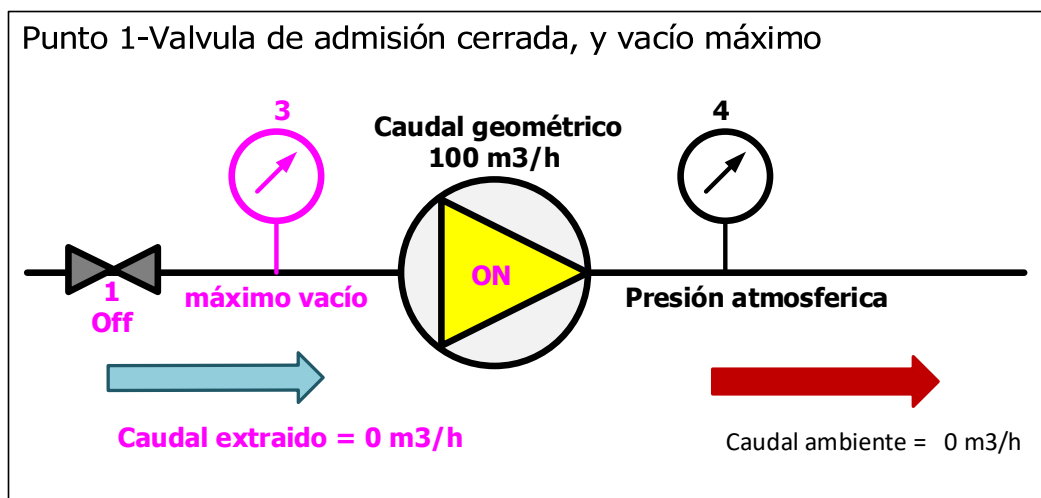 Punto 1-Valvula de admisión cerrada, y vacío máximo
3
4
Caudal geométrico
100 m3/h
ON
1
Off
máximo vacío
Presión atmosferica
Caudal extraido = 0 m3/h
Caudal ambiente = 0 m3/h